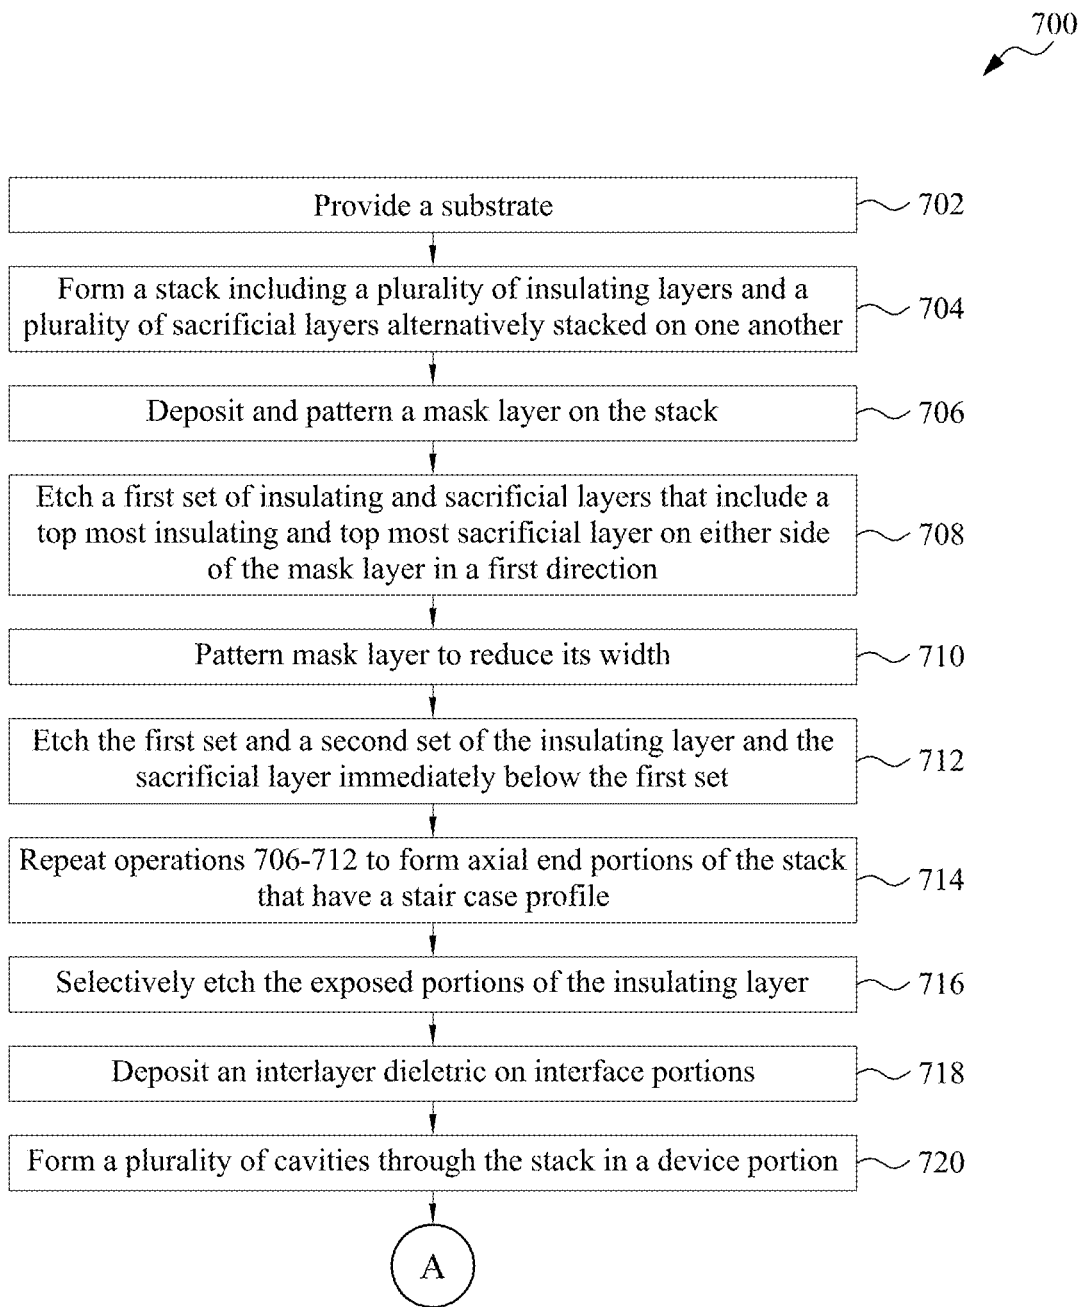 700
Provide a substrate
702
Form a stack including a plurality of insulating layers and a
plurality of sacrificial layers alternatively stacked on one another
704
Deposit and pattern a mask layer on the stack
706
Etch a first set of insulating and sacrificial layers that include a
top most insulating and top most sacrificial layer on either side
of the mask layer in a first direction
708
Pattern mask layer to reduce its width
710
Etch the first set and a second set of the insulating layer and the
sacrificial layer immediately below the first set
712
Repeat operations 706-712 to form axial end portions of the stack
that have a stair case profile
714
Selectively etch the exposed portions of the insulating layer
716
Deposit an interlayer dieletric on interface portions
718
Form a plurality of cavities through the stack in a device portion
720
A